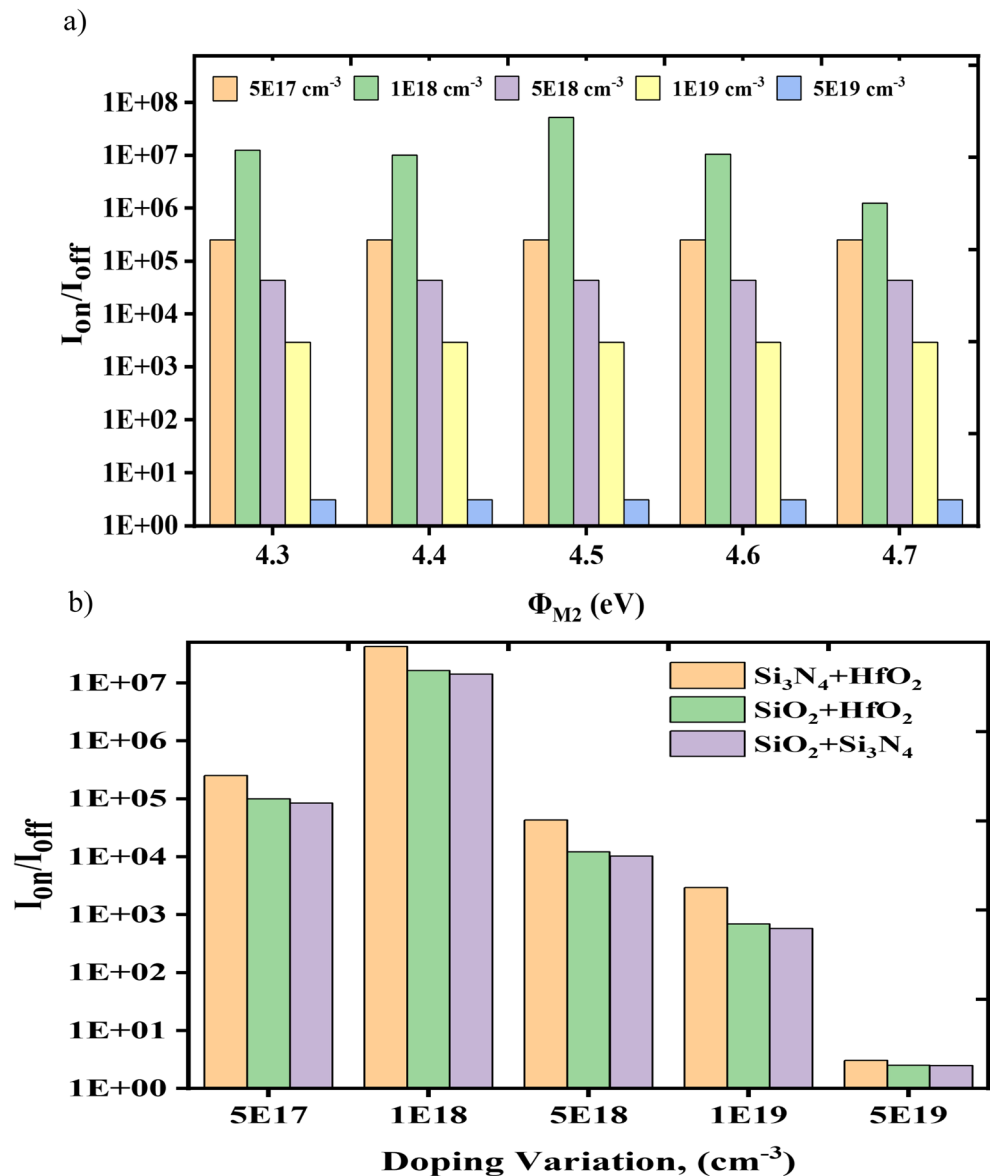 a)
5E17 cm⁻³ 1E18 cm⁻³ 5E18 cm⁻³ 1E19 cm⁻³ 5E19 cm⁻³
1E+08
1E+07
1E+06
1E+05
1E+04
1E+03
1E+02
1E+01
1E+00
Iₒₙ/Iₒff
4.3 4.4 4.5 4.6 4.7
Φ_M2 (eV)
b)
Si₃N₄+HfO₂
SiO₂+HfO₂
SiO₂+Si₃N₄
1E+07
1E+06
1E+05
1E+04
1E+03
1E+02
1E+01
1E+00
Iₒₙ/Iₒff
5E17 1E18 5E18 1E19 5E19
Doping Variation, (cm⁻³)